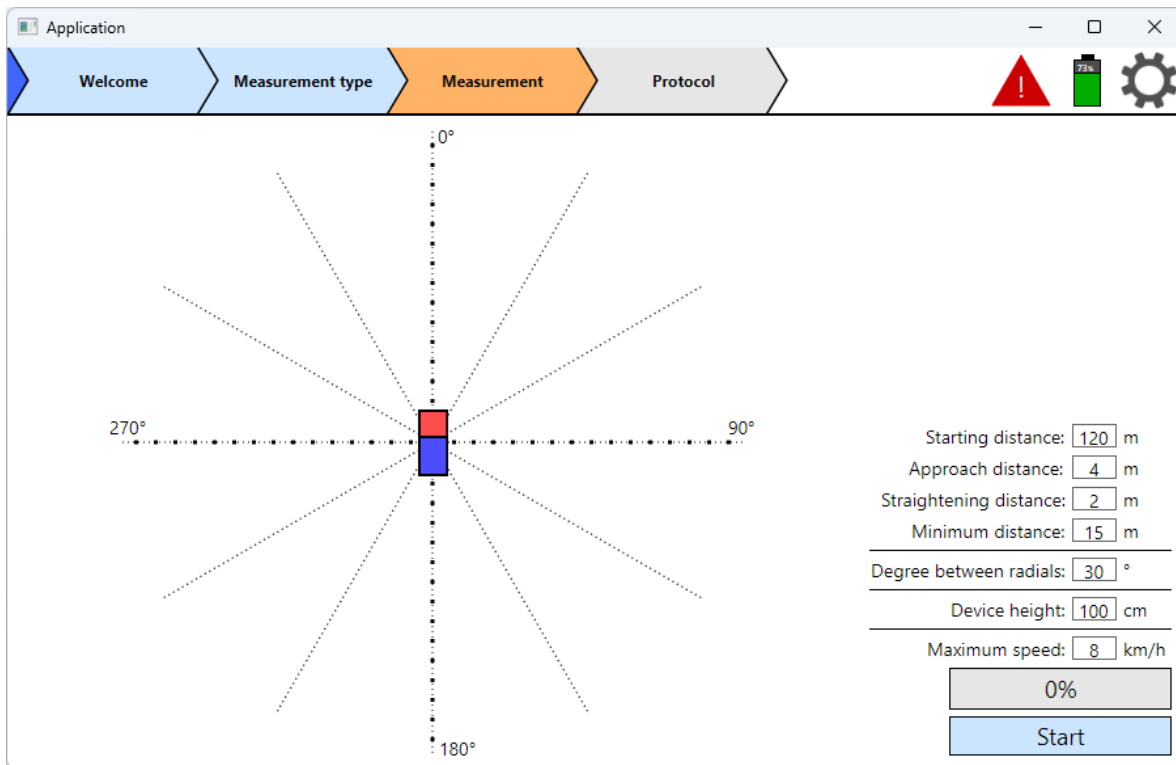 Application
Welcome
Measurement type
Measurement
Protocol
!
73%
0°
270°
90°
180°
Starting distance: 120 m
Approach distance: 4 m
Straightening distance: 2 m
Minimum distance: 15 m
Degree between radials: 30 °
Device height: 100 cm
Maximum speed: 8 km/h
0%
Start